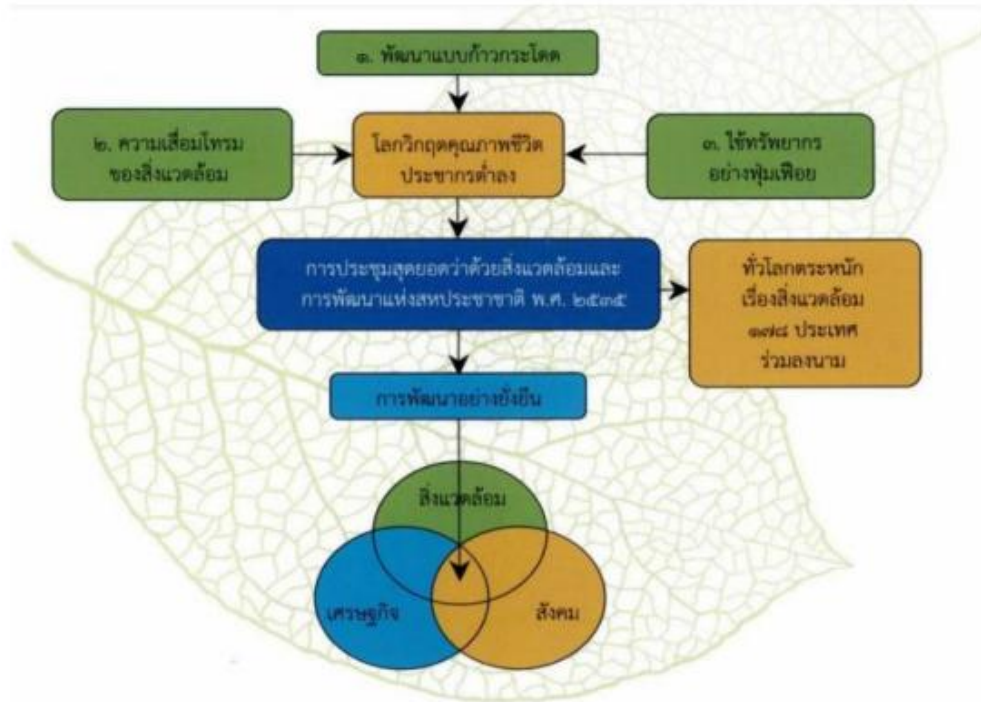 ๑. พัฒนาแบบก้าวกระโดด
๒. ความเสื่อมโทรม
ของสิ่งแวดล้อม
โลกวิกฤตคุณภาพชีวิต
ประชากรต่ำลง
๓. ใช้ทรัพยากร
อย่างฟุ่มเฟือย
การประชุมสุดยอดว่าด้วยสิ่งแวดล้อมและ
การพัฒนาแห่งสหประชาชาติ พ.ศ. ๒๕๓๕
ทั่วโลกตระหนัก
เรื่องสิ่งแวดล้อม
๑๗๘ ประเทศ
ร่วมลงนาม
การพัฒนาอย่างยั่งยืน
สิ่งแวดล้อม
เศรษฐกิจ
สังคม